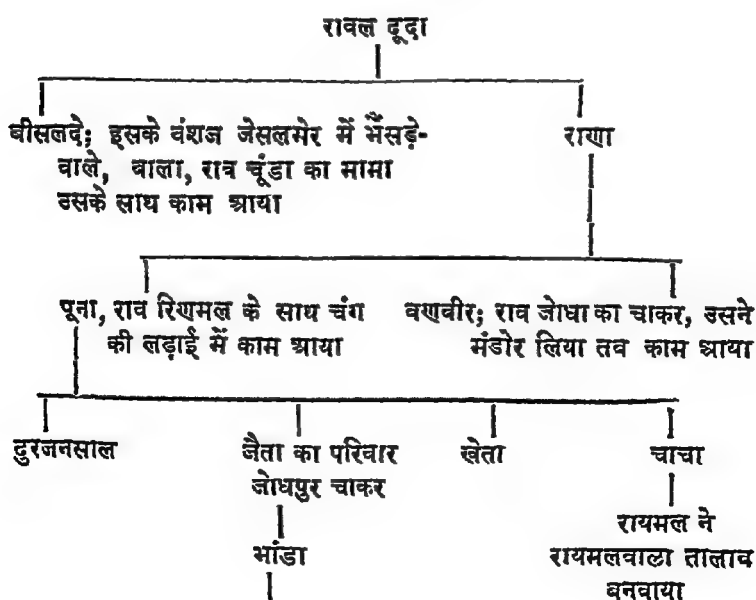 रावल दूदा
बीसलदे; इसके वंशज जेसलमेर में भैंसड़े-
वाले, वाला, राव चूंडा का मामा
उसके साथ काम आया
राणा
पूना, राव रिणमल के साथ चंग
की लड़ाई में काम आया
वणवीर; राव जोधा का चाकर, उसने
मंडोर लिया तव काम आया
दुरजनसाल
जैता का परिवार
जोधपुर चाकर
खेता
चाचा
भांडा
रायमल ने
रायमलवाला तालाव
बनवाया